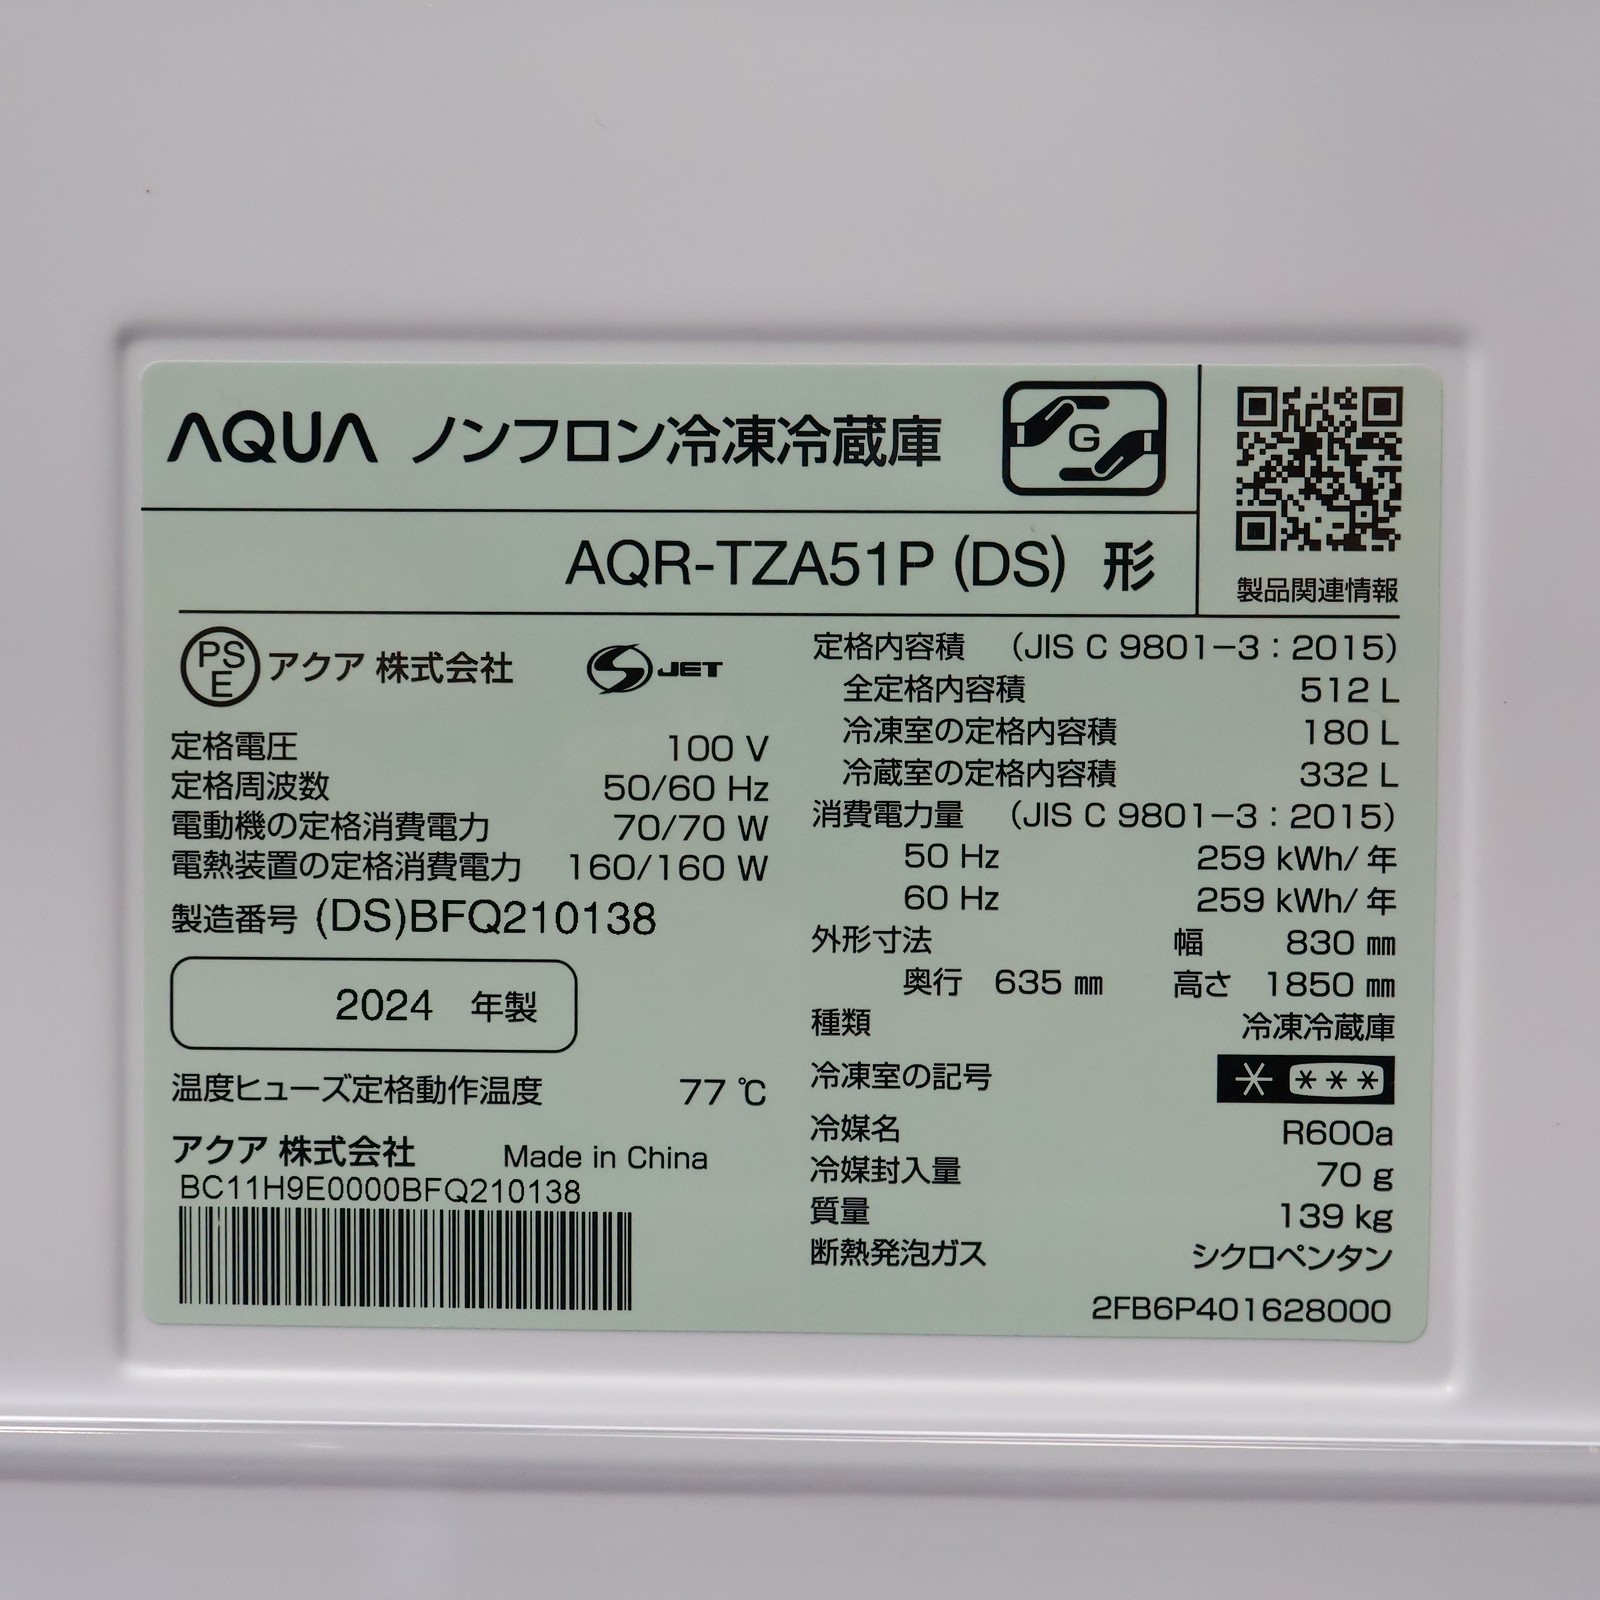 AQUA ノンフロン冷凍冷蔵庫
G
AQR-TZA51P (DS) 形
製品関連情報
PSE アクア 株式会社 S JET
定格電圧 100 V
定格周波数 50/60 Hz
電動機の定格消費電力 70/70 W
電熱装置の定格消費電力 160/160 W
製造番号 (DS)BFQ210138
2024 年製
温度ヒューズ定格動作温度 77 ℃
アクア 株式会社 Made in China
BC11H9E0000BFQ210138
定格内容積 (JIS C 9801-3：2015)
全定格内容積 512 L
冷凍室の定格内容積 180 L
冷蔵室の定格内容積 332 L
消費電力量 (JIS C 9801-3：2015)
50 Hz 259 kWh/ 年
60 Hz 259 kWh/ 年
外形寸法 幅 830 ㎜
奥行 635 ㎜ 高さ 1850 ㎜
種類 冷凍冷蔵庫
冷凍室の記号 * ***
冷媒名 R600a
冷媒封入量 70 g
質量 139 kg
断熱発泡ガス シクロペンタン
2FB6P401628000